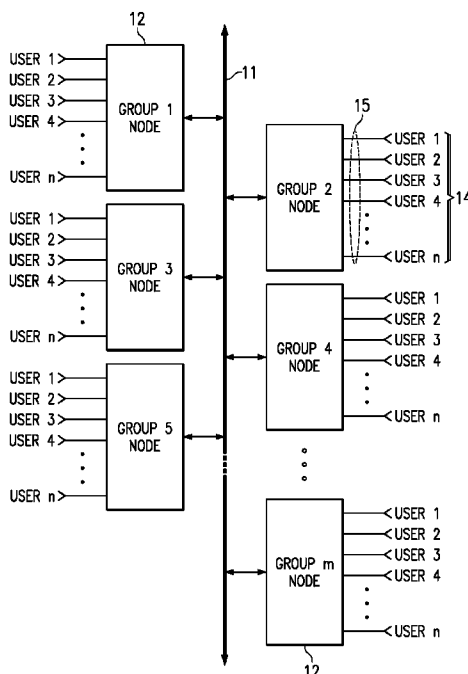 12
11
USER 1
USER 2
USER 3
USER 4
USER n
GROUP 1
NODE
15
14
GROUP 2
NODE
USER 1
USER 2
USER 3
USER 4
USER n
USER 1
USER 2
USER 3
USER 4
USER n
GROUP 3
NODE
GROUP 4
NODE
USER 1
USER 2
USER 3
USER 4
USER n
USER 1
USER 2
USER 3
USER 4
USER n
GROUP 5
NODE
GROUP m
NODE
USER 1
USER 2
USER 3
USER 4
USER n
12